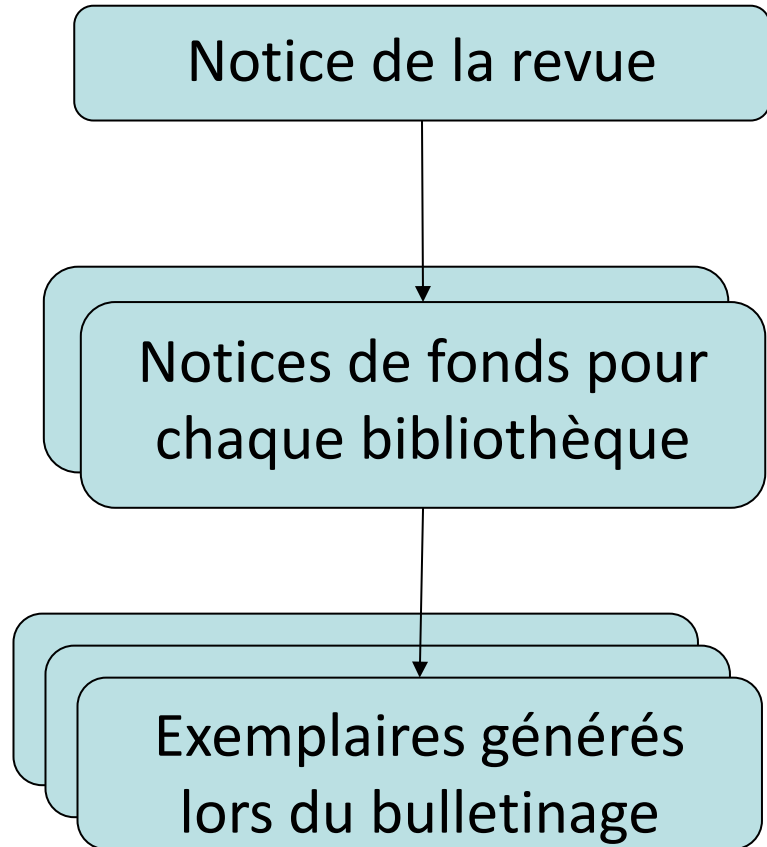 Notice de la revue
Notices de fonds pour
chaque bibliothèque
Exemplaires générés
lors du bulletinage